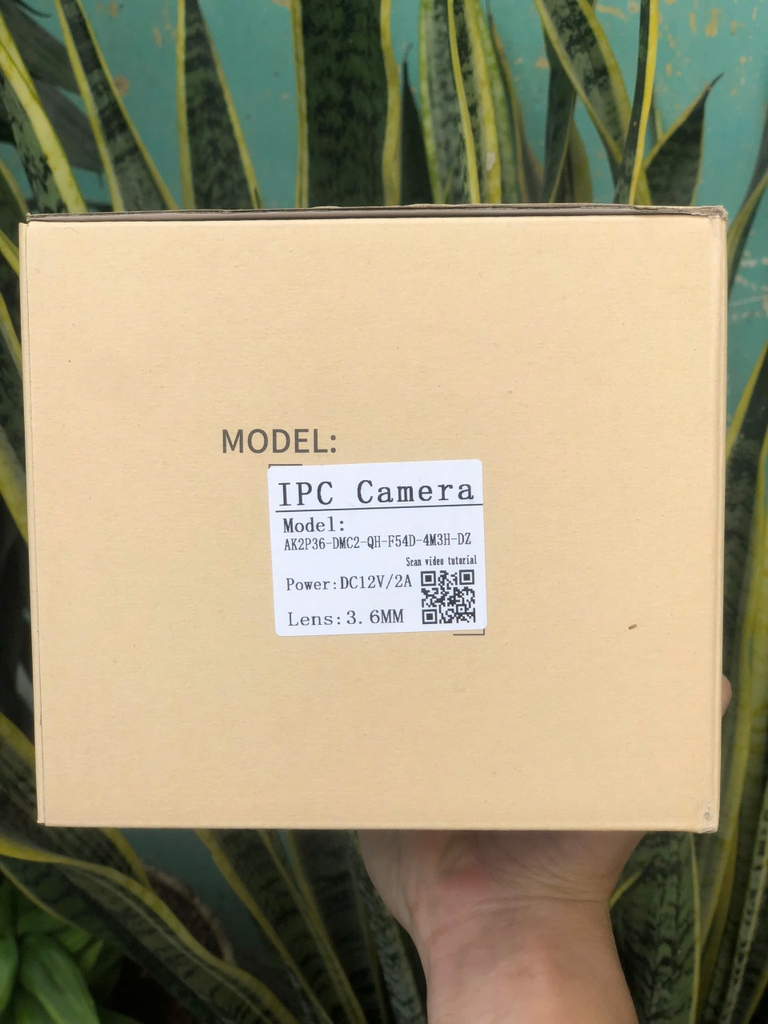 MODEL:
IPC Camera
Model:
AK2P36-DMC2-QH-F54D-4M3H-DZ
Scan video tutorial
Power:DC12V/2A
Lens:3.6MM